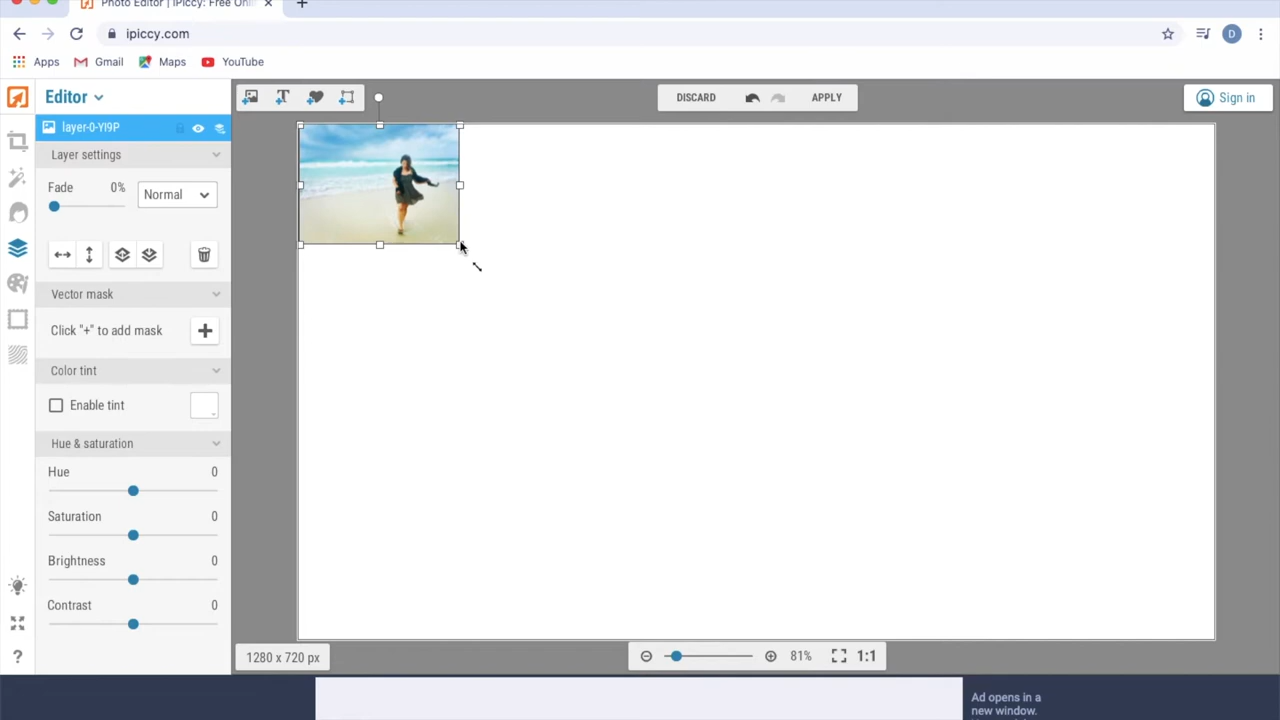 Photo Editor | iPiccy: Free Onli
ipiccy.com
D
Apps Gmail Maps YouTube
Editor
DISCARD
APPLY
Sign in
layer-0-YI9P
Layer settings
Fade 0% Normal
Vector mask
Click "+" to add mask
Color tint
Enable tint
Hue & saturation
Hue 0
Saturation 0
Brightness 0
Contrast 0
1280 x 720 px
81%
1:1
Ad opens in a
new window.